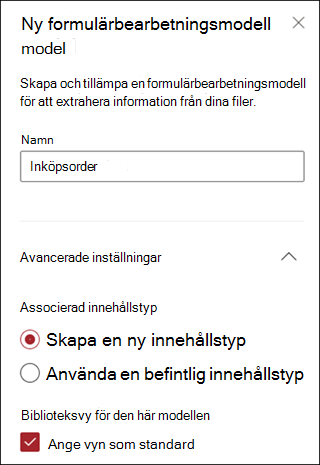 Ny formulärbearbetningsmodell
model
Skapa och tillämpa en formulärbearbetningsmodell
för att extrahera information från dina filer.
Namn
Inköpsorder
Avancerade inställningar
Associerad innehållstyp
Skapa en ny innehållstyp
Använda en befintlig innehållstyp
Biblioteksvy för den här modellen
Ange vyn som standard